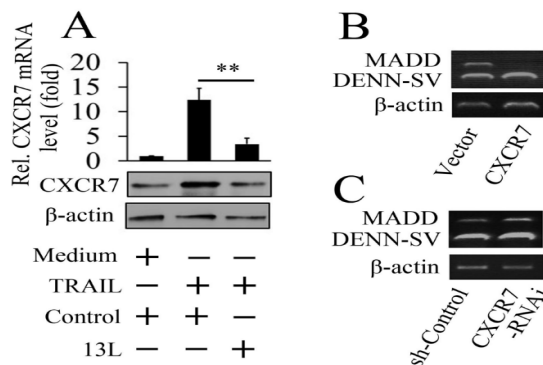 A
Rel. CXCR7 mRNA
level (fold)
20
15
10
5
0
**
CXCR7
β-actin
Medium + − −
TRAIL − + +
Control + + −
13L − − +
B
MADD
DENN-SV
β-actin
Vector
CXCR7
C
MADD
DENN-SV
β-actin
sh-Control
CXCR7
-RNAi